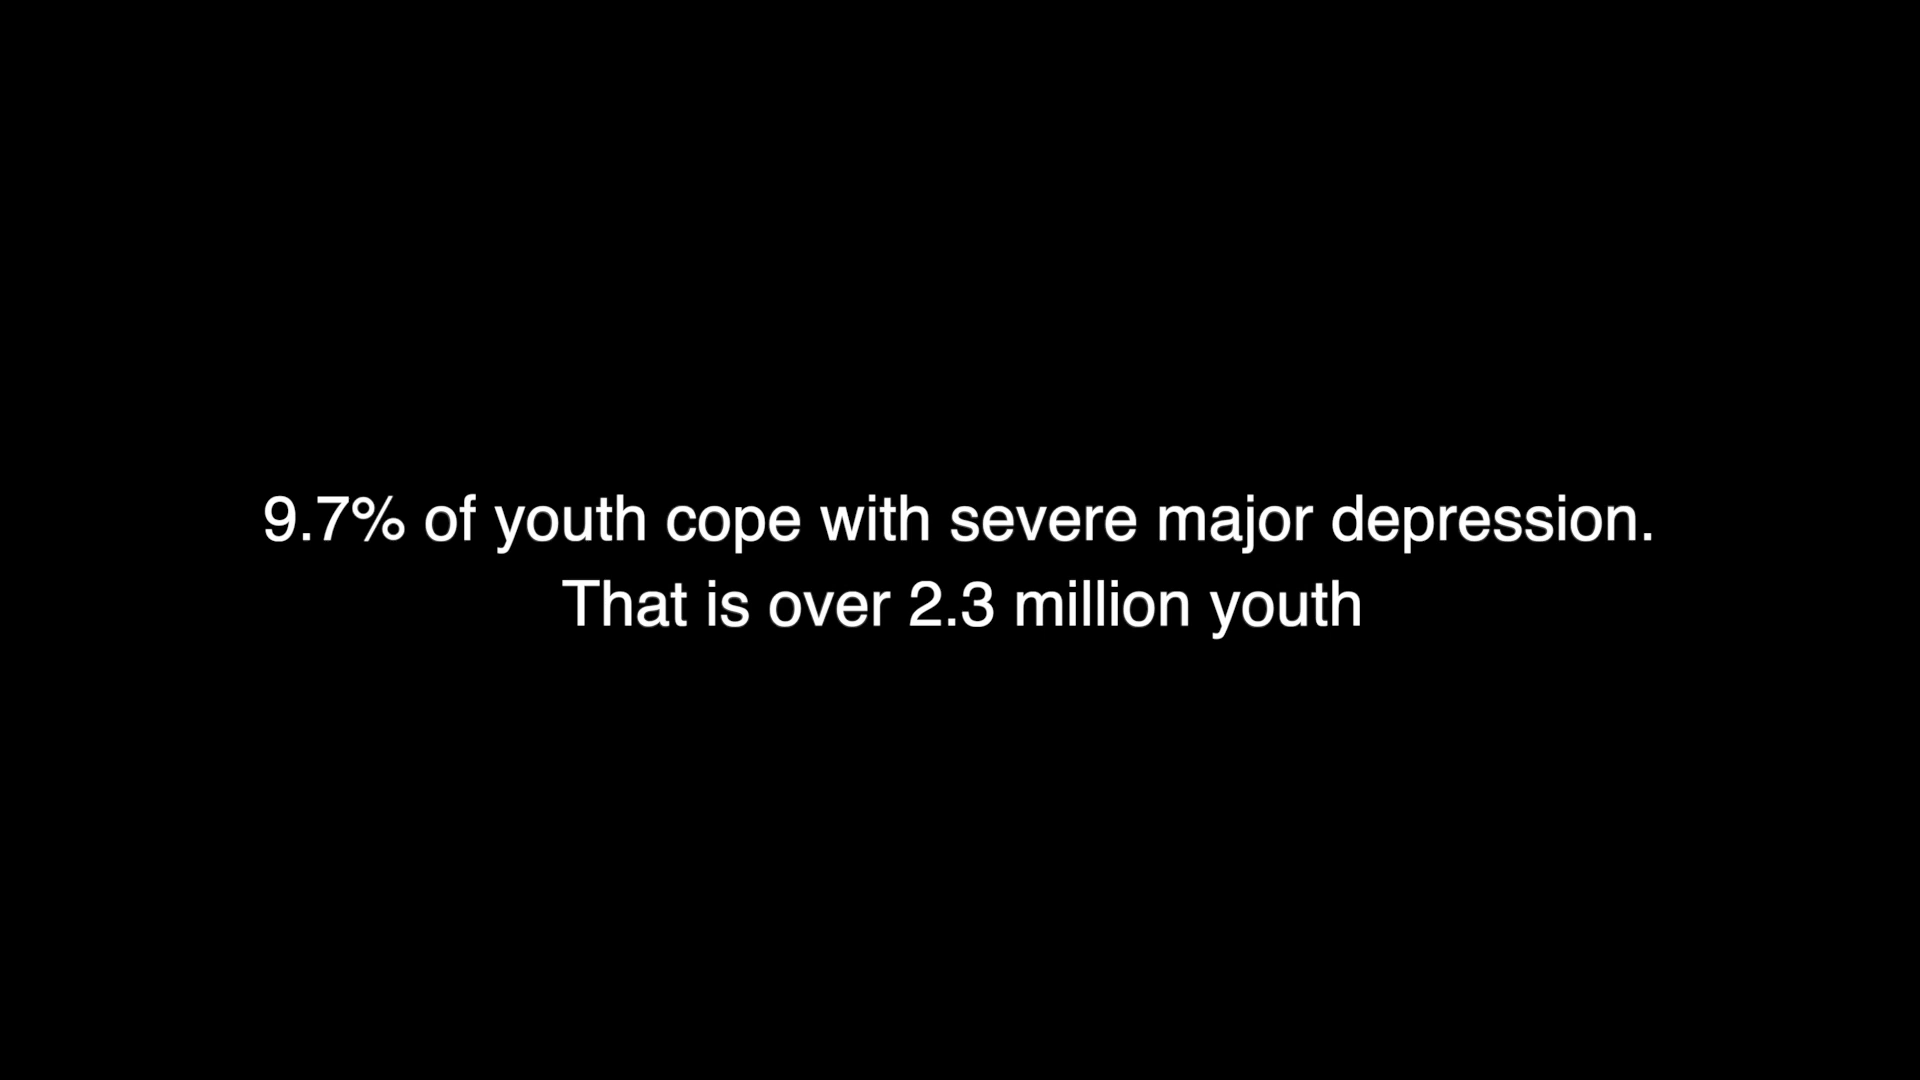 9.7% of youth cope with severe major depression.
That is over 2.3 million youth